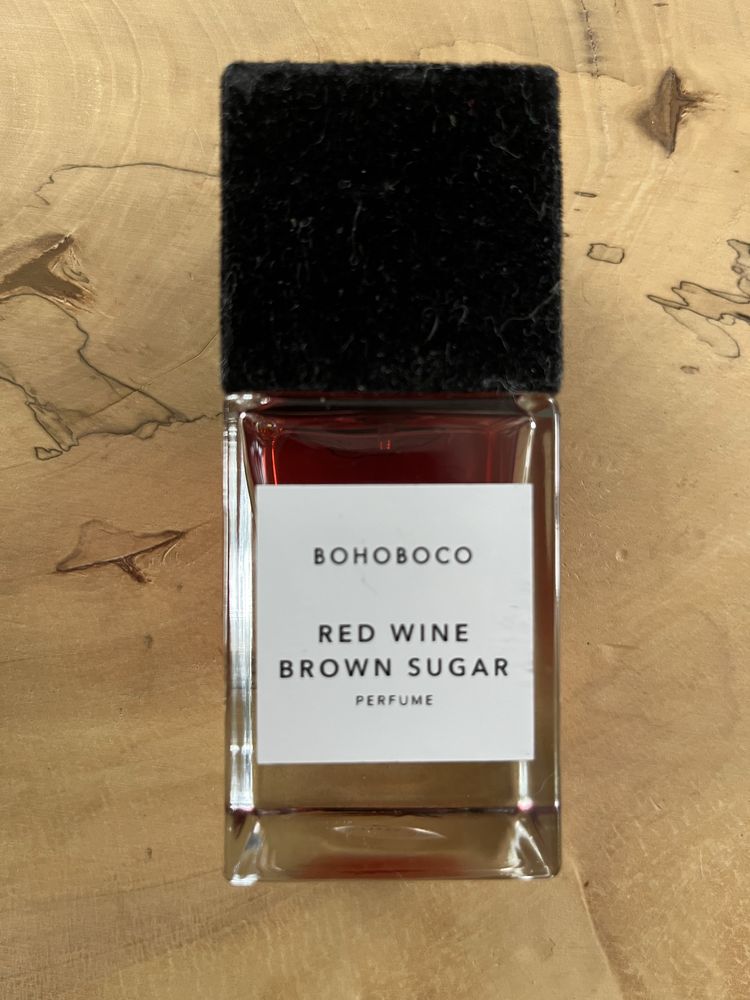 BOHOBOCO
RED WINE
BROWN SUGAR
PERFUME